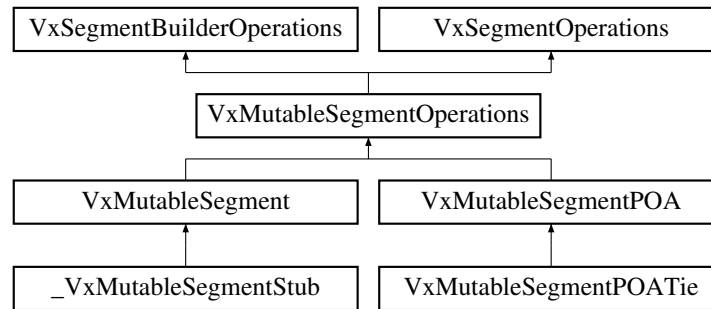 VxSegmentBuilderOperations
VxSegmentOperations
VxMutableSegmentOperations
VxMutableSegment
VxMutableSegmentPOA
_VxMutableSegmentStub
VxMutableSegmentPOATie